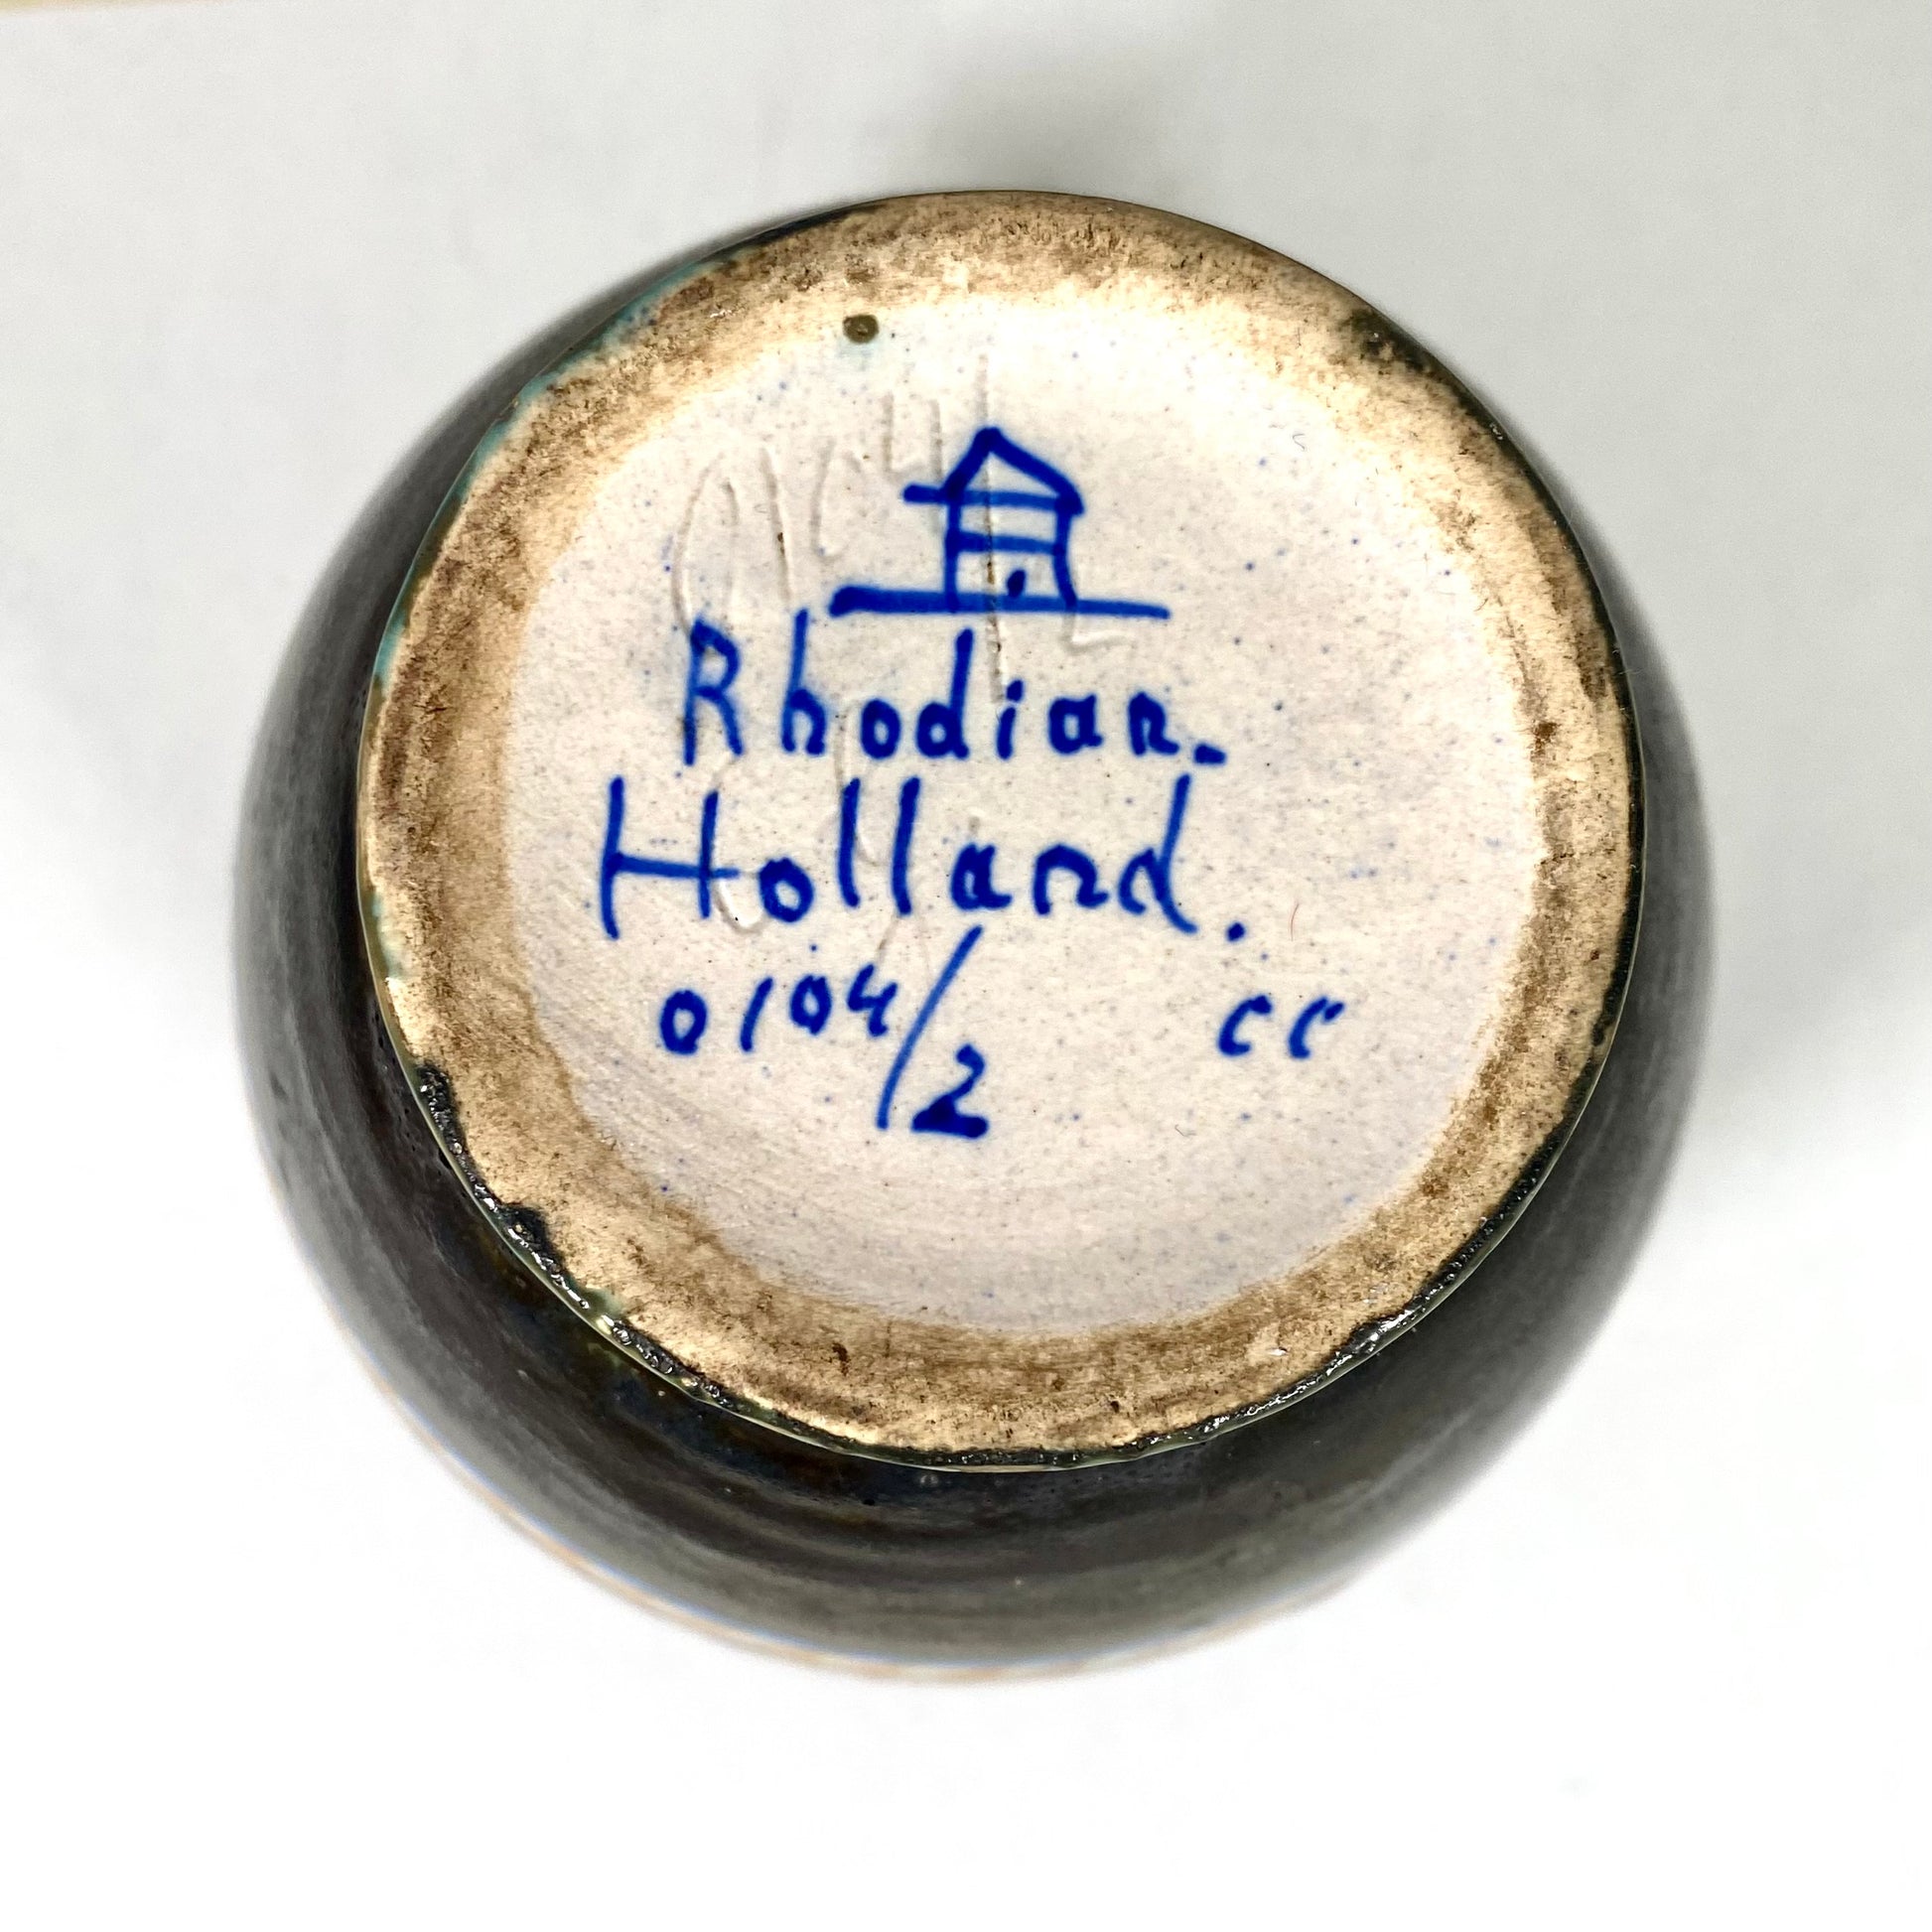 Rhodian.
Holland.
0104/2 CC